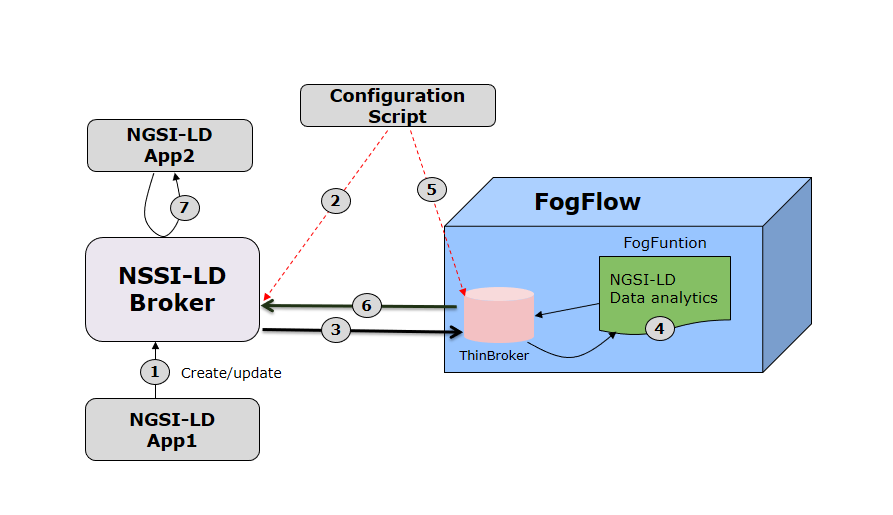 Configuration
Script
NGSI-LD
App2
2
5
7
FogFlow
FogFuntion
NSSI-LD
Broker
NGSI-LD
Data analytics
6
3
4
ThinBroker
1
Create/update
NGSI-LD
App1